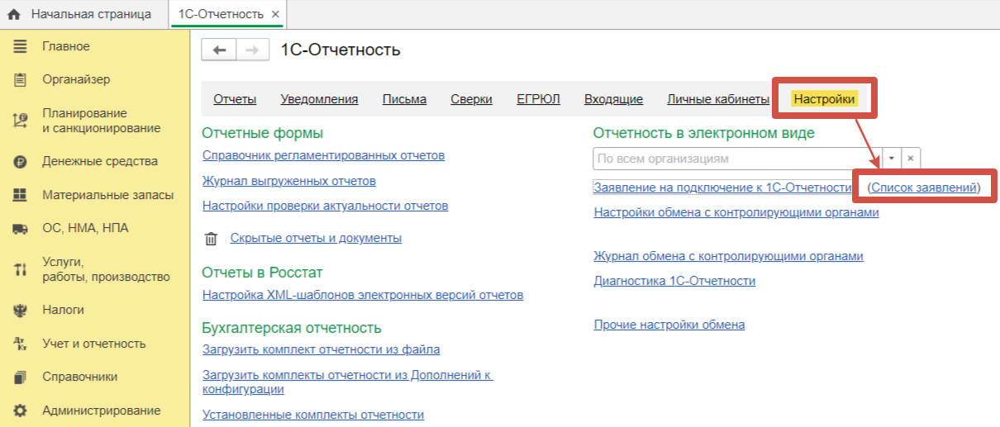 Начальная страница
1С-Отчетность ×
Главное
Органайзер
Планирование
и санкционирование
Денежные средства
Материальные запасы
ОС, НМА, НПА
Услуги,
работы, производство
Налоги
Учет и отчетность
Справочники
Администрирование
1С-Отчетность
Отчеты Уведомления Письма Сверки ЕГРЮЛ Входящие Личные кабинеты Настройки
Отчетные формы
Справочник регламентированных отчетов
Журнал выгруженных отчетов
Настройки проверки актуальности отчетов
Скрытые отчеты и документы
Отчеты в Росстат
Настройка XML-шаблонов электронных версий отчетов
Бухгалтерская отчетность
Загрузить комплект отчетности из файла
Загрузить комплекты отчетности из Дополнений к
конфигурации
Установленные комплекты отчетности
Отчетность в электронном виде
По всем организациям
Заявление на подключение к 1С-Отчетности (Список заявлений)
Настройки обмена с контролирующими органами
Журнал обмена с контролирующими органами
Диагностика 1С-Отчетности
Прочие настройки обмена